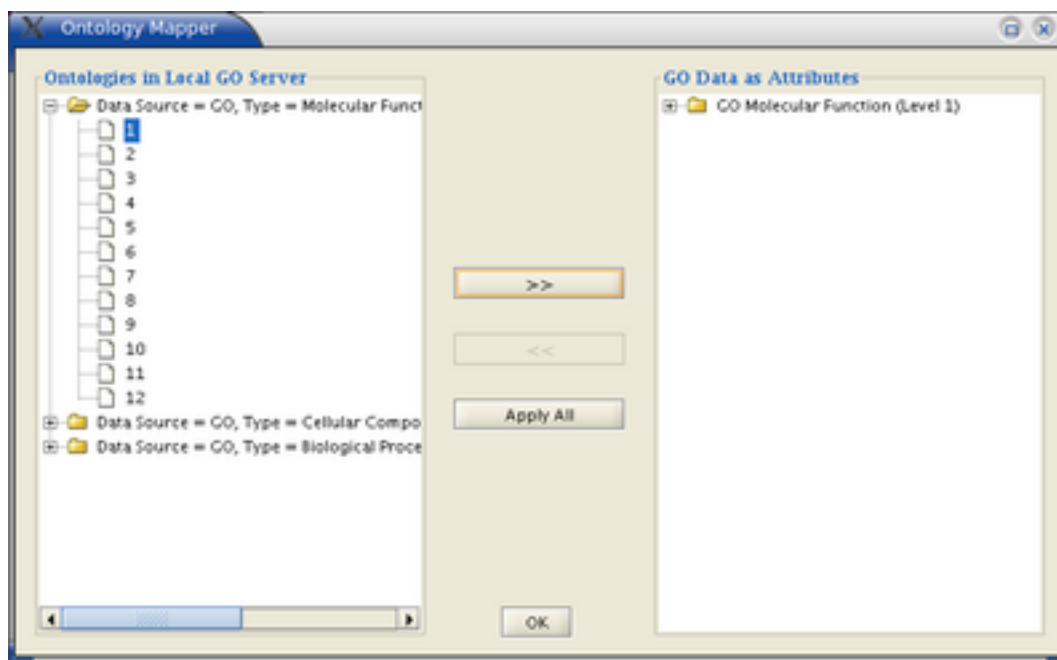 Ontology Mapper
Ontologies in Local GO Server
Data Source = GO, Type = Molecular Funct
1
2
3
4
5
6
7
8
9
10
11
12
Data Source = GO, Type = Cellular Compo
Data Source = GO, Type = Biological Proce
>>
<<
Apply All
OK
GO Data as Attributes
GO Molecular Function (Level 1)